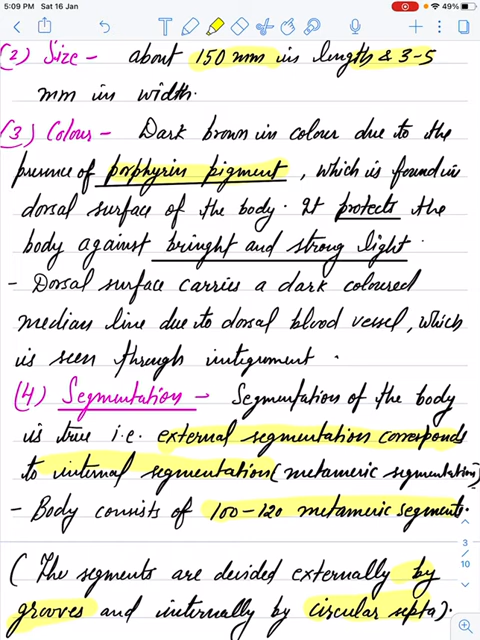 5:09 PM Sat 16 Jan
49%
(2) Size - about 150 mm in length & 3-5
mm in width.
(3) Colour - Dark brown in colour due to the
presence of porphyrin pigment, which is found in
dorsal surface of the body. It protects the
body against bringht and strong light.
- Dorsal surface carries a dark coloured
median line due to dorsal blood vessel, which
is seen through integument.
(4) Segmentation - Segmentation of the body
is true i.e. external segmentation corresponds
to internal segmentation (metameric segmentation)
- Body consists of 100-120 metameric segments.
3
/
10
( The segments are decided externally by
grooves and internally by circular septa).